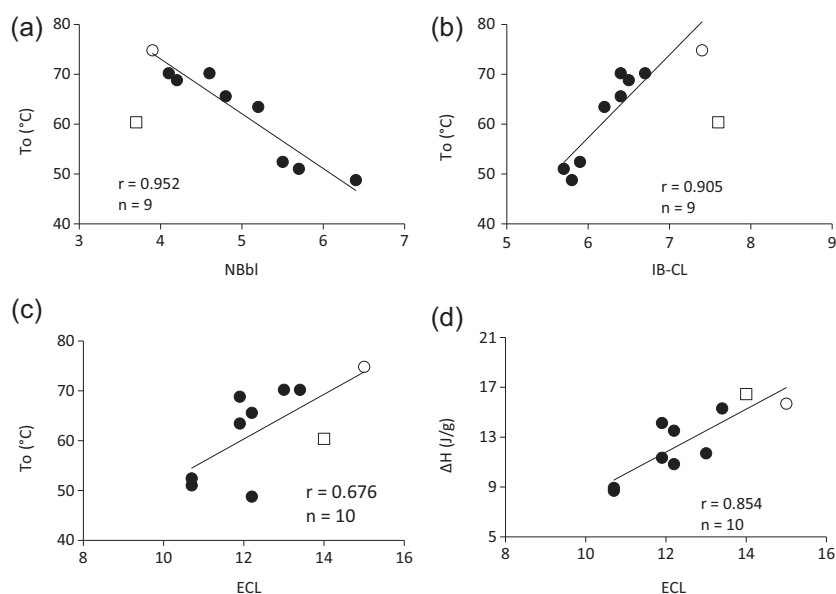 (a)
80
70
60
50
40
To (°C)
r = 0.952
n = 9
3 4 5 6 7
NBbl
(b)
80
70
60
50
40
To (°C)
r = 0.905
n = 9
5 6 7 8 9
IB-CL
(c)
80
70
60
50
40
To (°C)
r = 0.676
n = 10
8 10 12 14 16
ECL
(d)
21
17
13
9
5
ΔH (J/g)
r = 0.854
n = 10
8 10 12 14 16
ECL